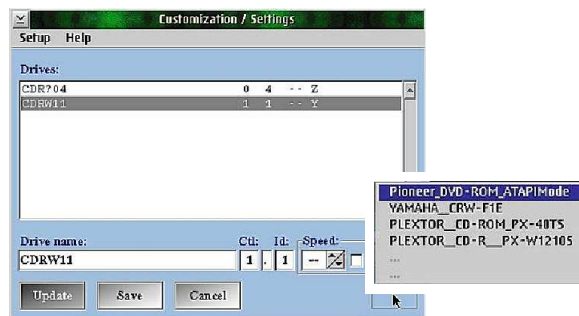 Customization / Settings
Setup Help
Drives:
CDR704 0 4 -- Z
CDRW11 1 1 -- Y
Pioneer_DVD-ROM_ATAPIMode
YAMAHA__CRW-F1E
PLEXTOR__CD-ROM_PX-40TS
PLEXTOR__CD-R__PX-W1210S
...
...
Drive name: Ctl: Id: Speed:
CDRW11 1 . 1 --
Update Save Cancel